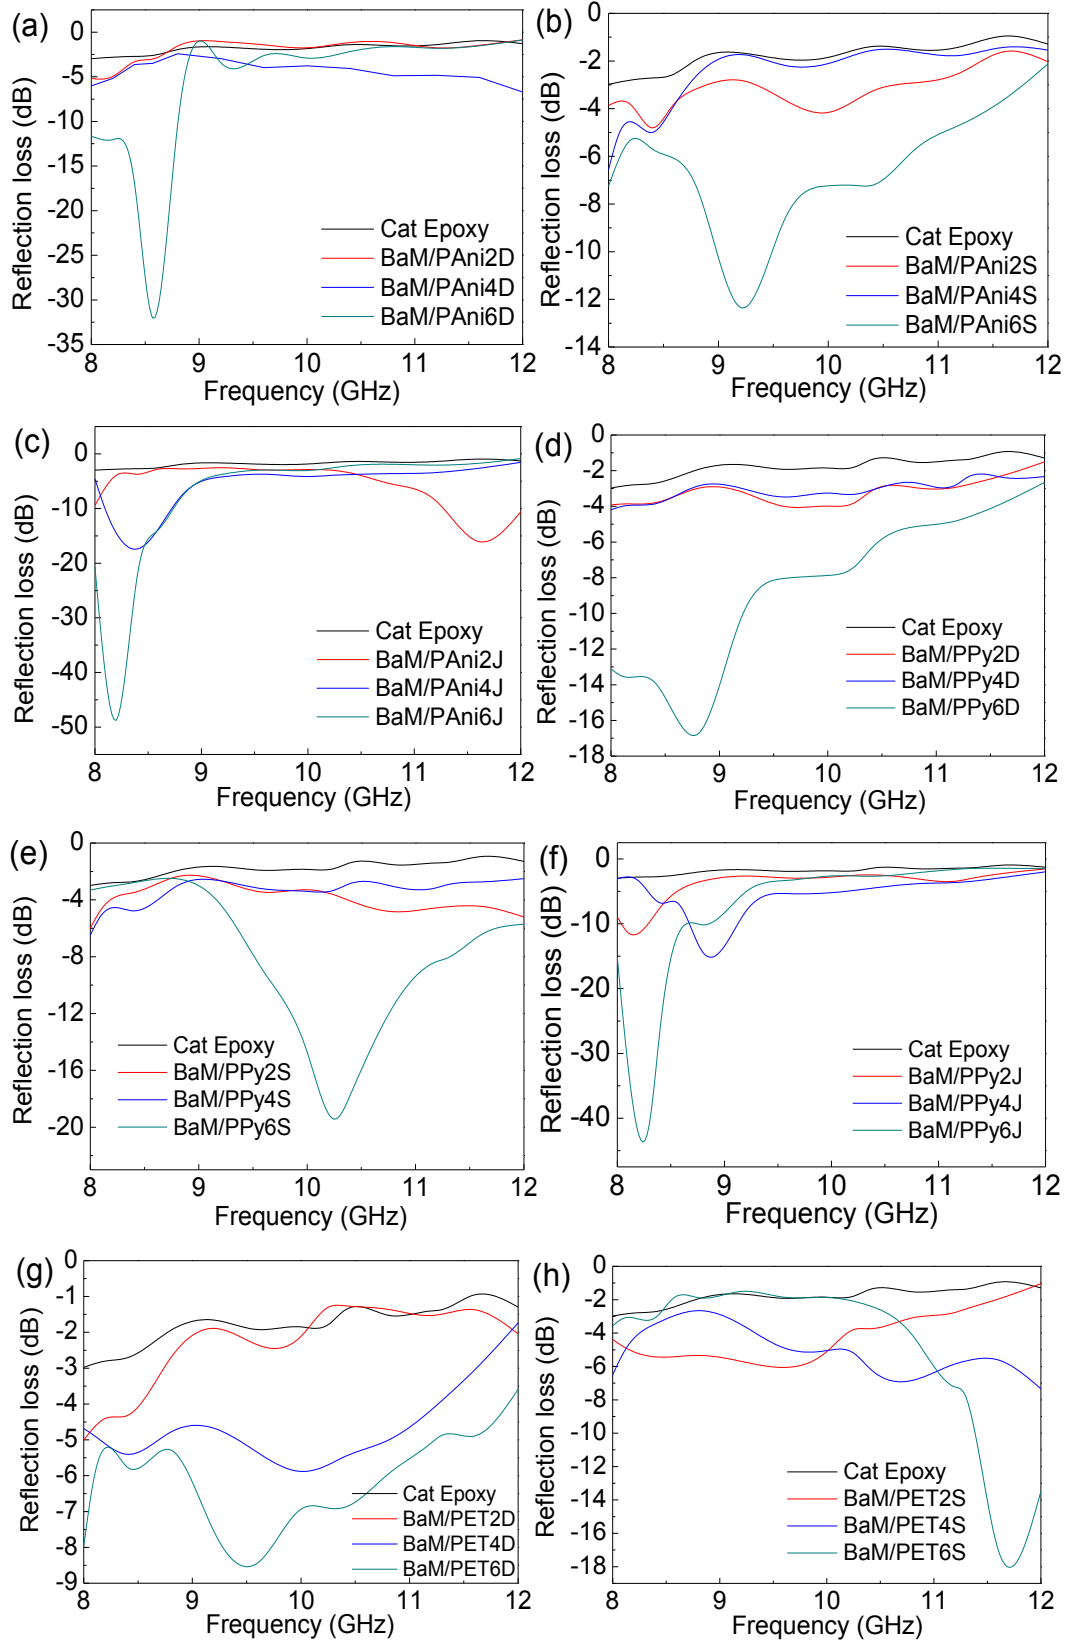 (a)
0
-5
-10
-15
-20
-25
-30
-35
Reflection loss (dB)
Cat Epoxy
BaM/PAni2D
BaM/PAni4D
BaM/PAni6D
8 9 10 11 12
Frequency (GHz)
(b)
0
-2
-4
-6
-8
-10
-12
-14
Reflection loss (dB)
Cat Epoxy
BaM/PAni2S
BaM/PAni4S
BaM/PAni6S
8 9 10 11 12
Frequency (GHz)
(c)
0
-10
-20
-30
-40
-50
Reflection loss (dB)
Cat Epoxy
BaM/PAni2J
BaM/PAni4J
BaM/PAni6J
8 9 10 11 12
Frequency (GHz)
(d)
0
-2
-4
-6
-8
-10
-12
-14
-16
-18
Reflection loss (dB)
Cat Epoxy
BaM/PPy2D
BaM/PPy4D
BaM/PPy6D
8 9 10 11 12
Frequency (GHz)
(e)
0
-4
-8
-12
-16
-20
Reflection loss (dB)
Cat Epoxy
BaM/PPy2S
BaM/PPy4S
BaM/PPy6S
8 9 10 11 12
Frequency (GHz)
(f)
0
-10
-20
-30
-40
Reflection loss (dB)
Cat Epoxy
BaM/PPy2J
BaM/PPy4J
BaM/PPy6J
8 9 10 11 12
Frequency (GHz)
(g)
0
-1
-2
-3
-4
-5
-6
-7
-8
-9
Reflection loss (dB)
Cat Epoxy
BaM/PET2D
BaM/PET4D
BaM/PET6D
8 9 10 11 12
Frequency (GHz)
(h)
0
-2
-4
-6
-8
-10
-12
-14
-16
-18
Reflection loss (dB)
Cat Epoxy
BaM/PET2S
BaM/PET4S
BaM/PET6S
8 9 10 11 12
Frequency (GHz)